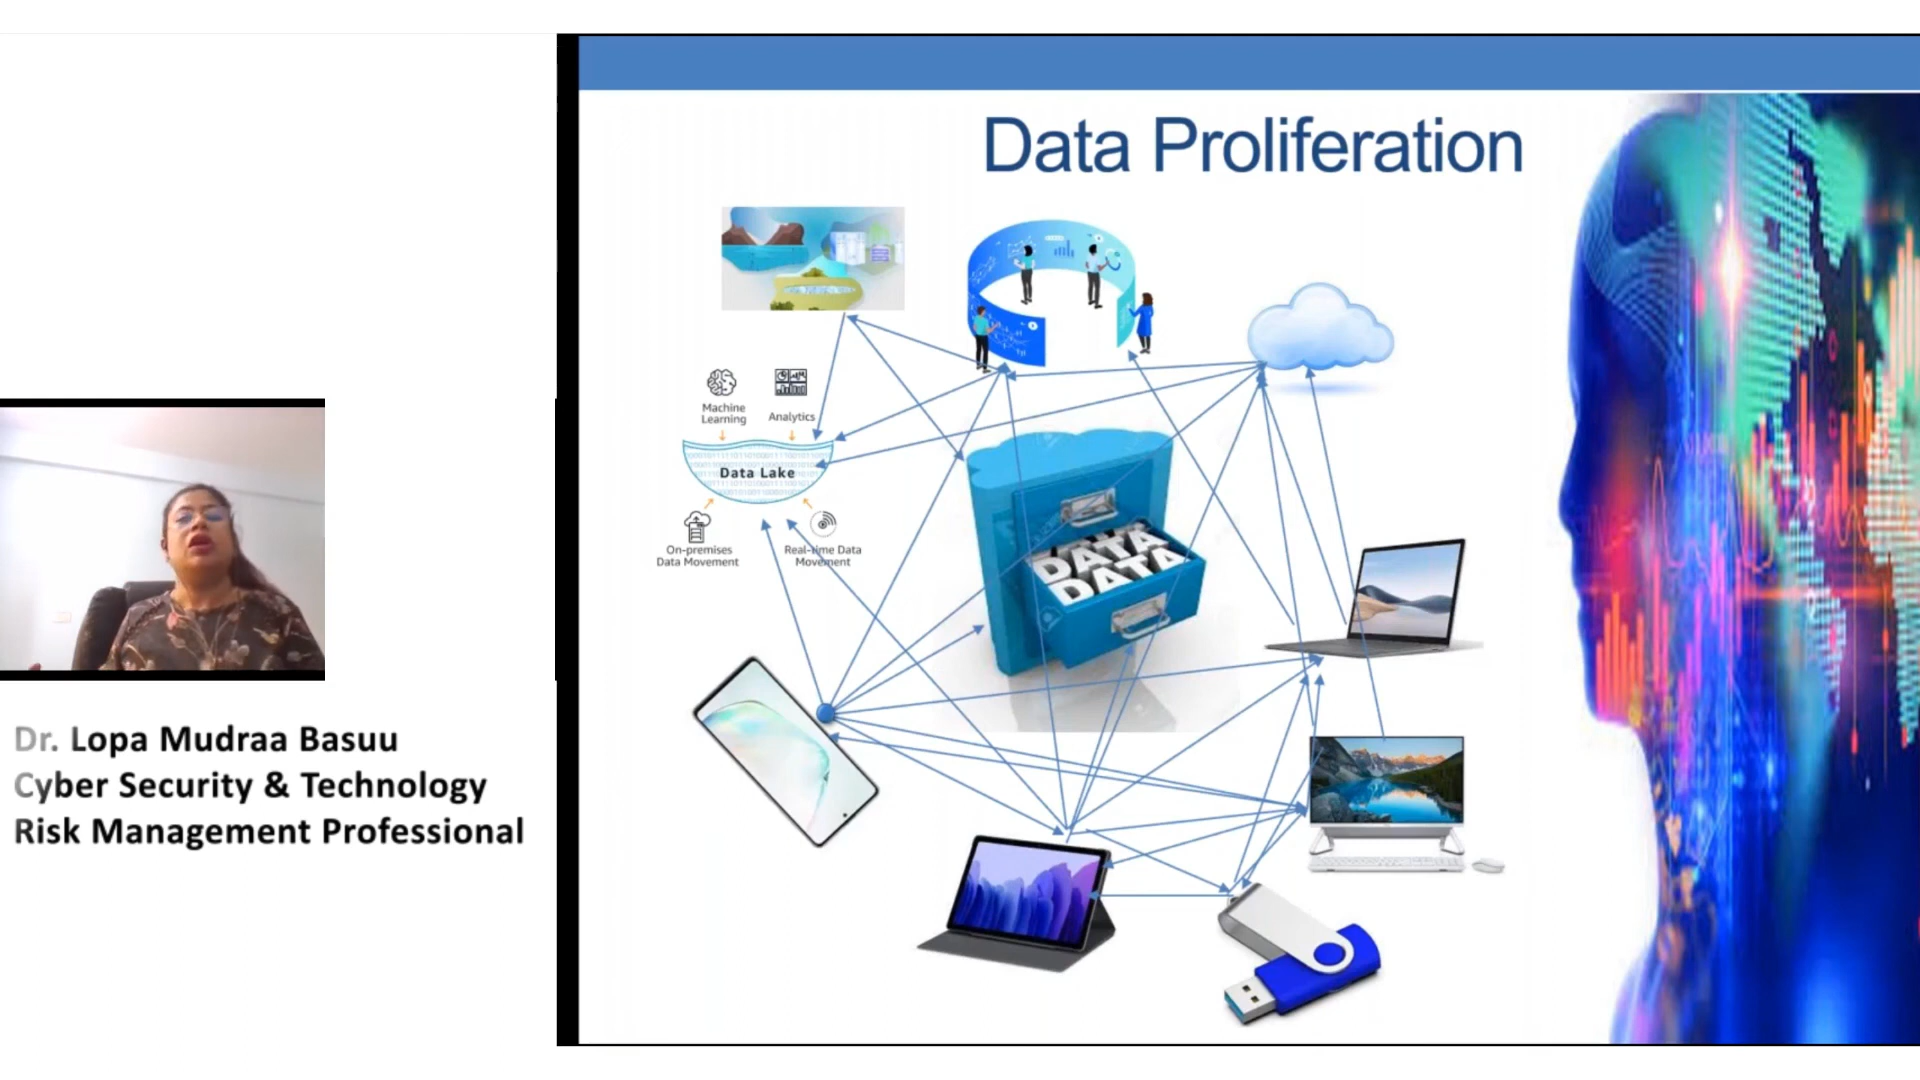 Data Proliferation
Machine
Learning
Analytics
Data Lake
On-premises
Data Movement
Real-time Data
Movement
DATA
DATA
Dr. Lopa Mudraa Basuu
Cyber Security & Technology
Risk Management Professional